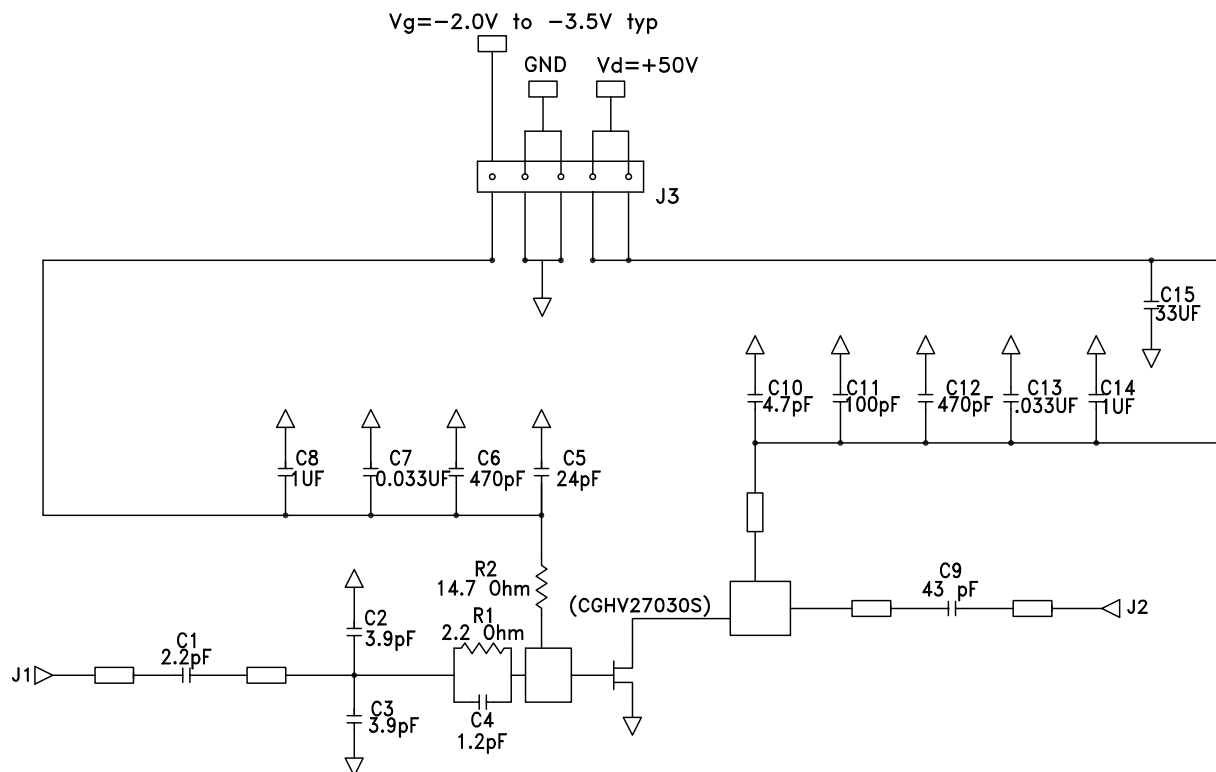 Vg=-2.0V to -3.5V typ
GND
Vd=+50V
J3
C15
33UF
C10
4.7pF
C11
100pF
C12
470pF
C13
.033UF
C14
1UF
C8
1UF
C7
0.033UF
C6
470pF
C5
24pF
R2
14.7 Ohm
R1
2.2 Ohm
(CGHV27030S)
C9
43 pF
J2
C2
3.9pF
C1
2.2pF
J1
C3
3.9pF
C4
1.2pF